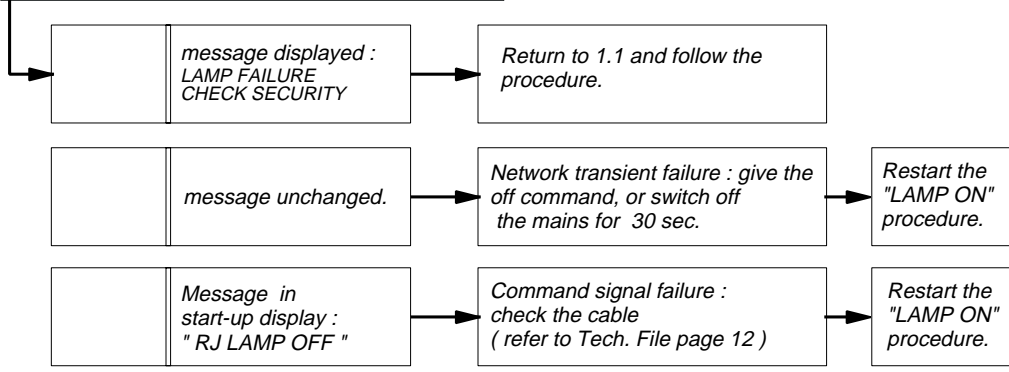 message displayed :
LAMP FAILURE
CHECK SECURITY
Return to 1.1 and follow the
procedure.
message unchanged.
Network transient failure : give the
off command, or switch off
the mains for 30 sec.
Restart the
"LAMP ON"
procedure.
Message in
start-up display :
" RJ LAMP OFF "
Command signal failure :
check the cable
( refer to Tech. File page 12 )
Restart the
"LAMP ON"
procedure.